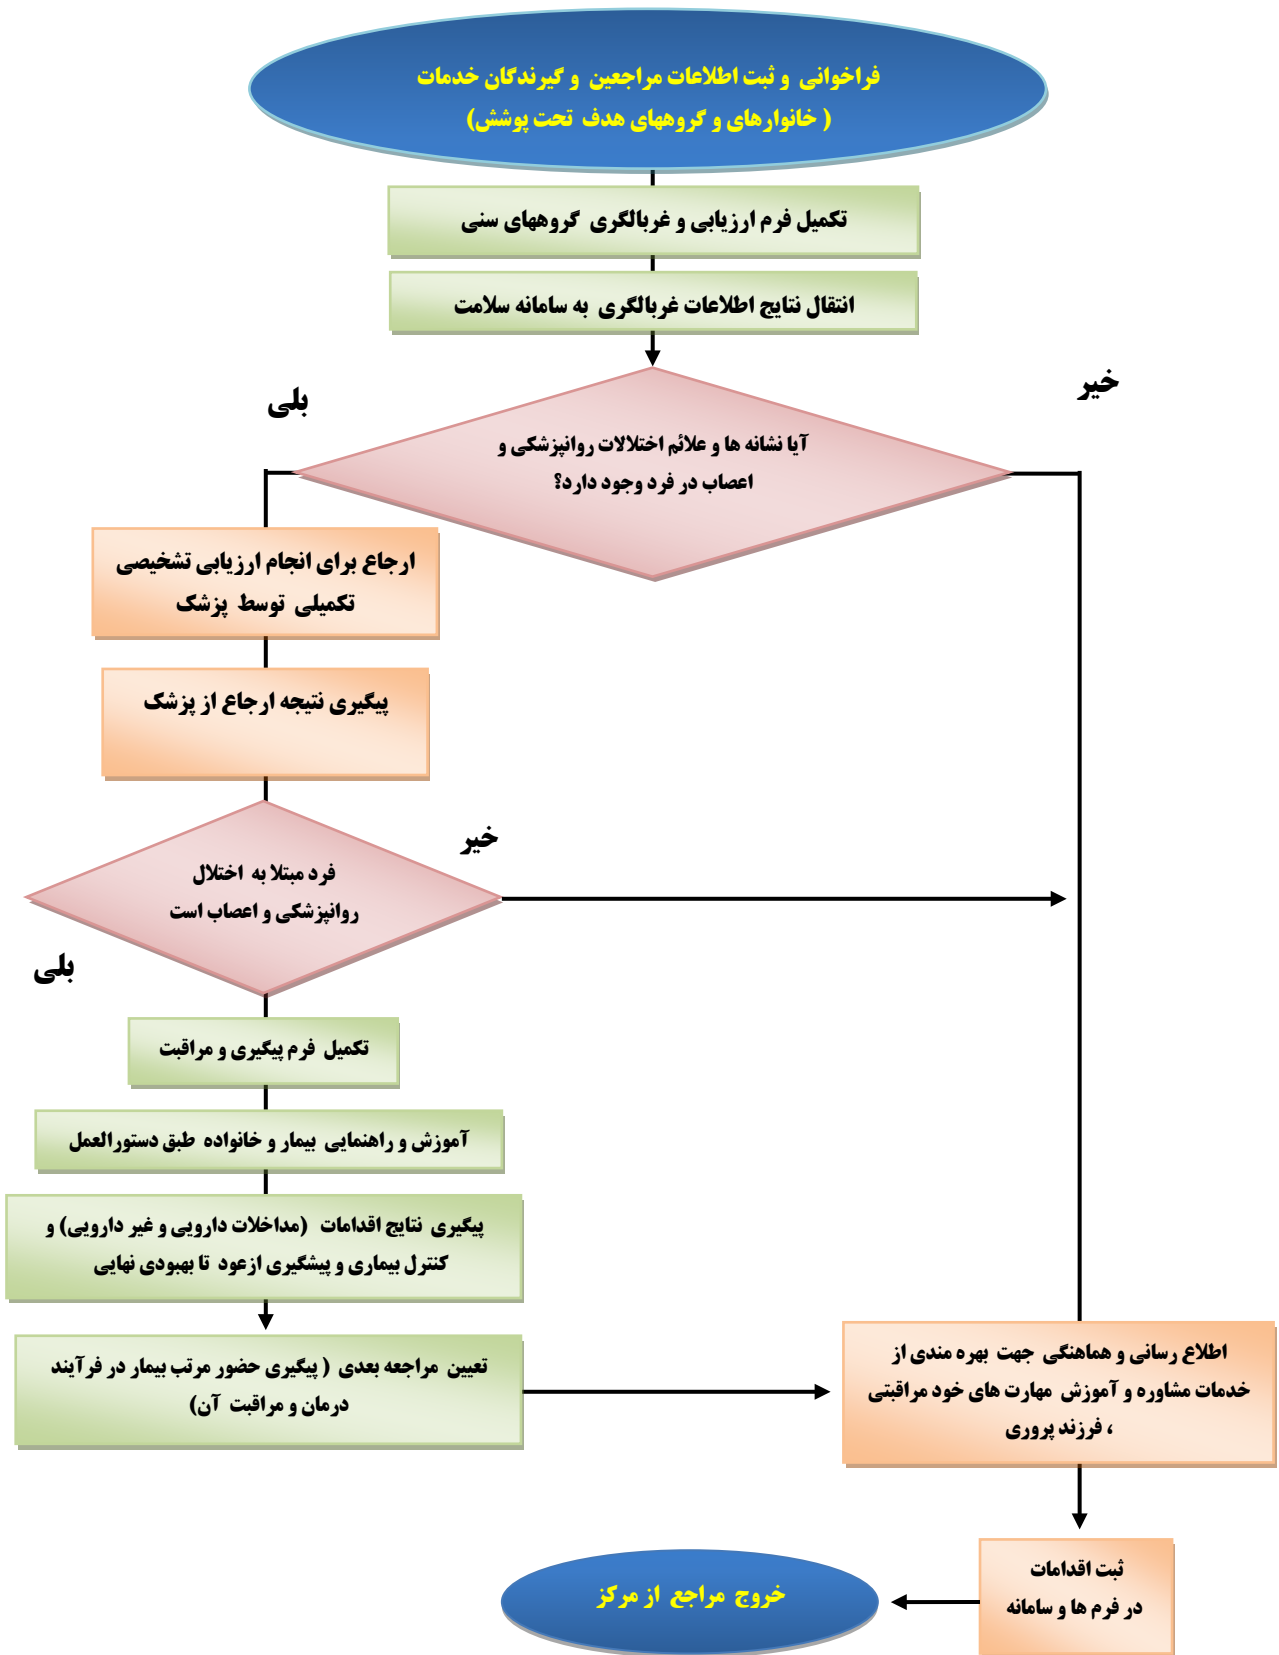 فراخوانی و ثبت اطلاعات مراجعین و گیرندگان خدمات
( خانوارهای و گروههای هدف تحت پوشش)
تکمیل فرم ارزیابی و غربالگری گروههای سنی
انتقال نتایج اطلاعات غربالگری به سامانه سلامت
خیر
بلی
آیا نشانه ها و علائم اختلالات روانپزشکی و
اعصاب در فرد وجود دارد؟
ارجاع برای انجام ارزیابی تشخیصی
تکمیلی توسط پزشک
پیگیری نتیجه ارجاع از پزشک
خیر
فرد مبتلا به اختلال
روانپزشکی و اعصاب است
بلی
تکمیل فرم پیگیری و مراقبت
آموزش و راهنمایی بیمار و خانواده طبق دستورالعمل
پیگیری نتایج اقدامات (مداخلات دارویی و غیر دارویی) و
کنترل بیماری و پیشگیری ازعود تا بهبودی نهایی
تعیین مراجعه بعدی ( پیگیری حضور مرتب بیمار در فرآیند
درمان و مراقبت آن)
اطلاع رسانی و هماهنگی جهت بهره مندی از
خدمات مشاوره و آموزش مهارت های خود مراقبتی
، فرزند پروری
ثبت اقدامات
در فرم ها و سامانه
خروج مراجع از مرکز